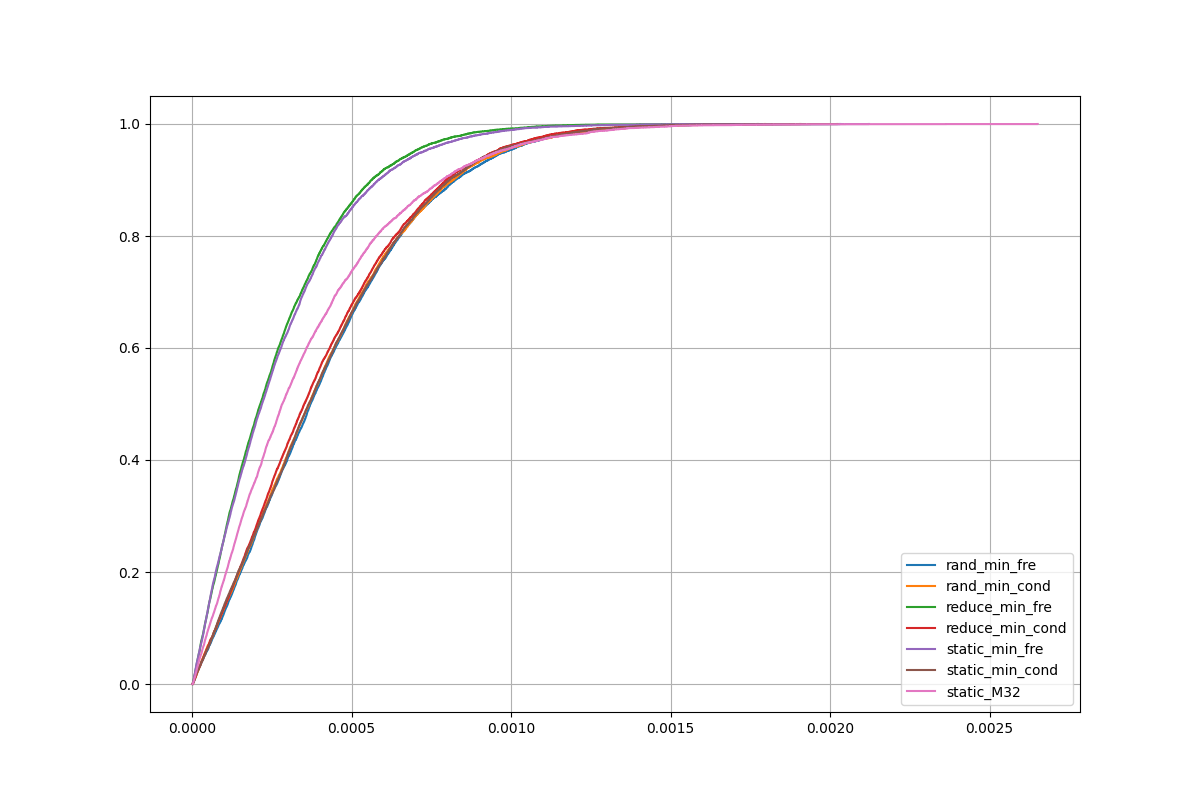 1.0
0.8
0.6
0.4
0.2
0.0
0.0000 0.0005 0.0010 0.0015 0.0020 0.0025
rand_min_fre
rand_min_cond
reduce_min_fre
reduce_min_cond
static_min_fre
static_min_cond
static_M32